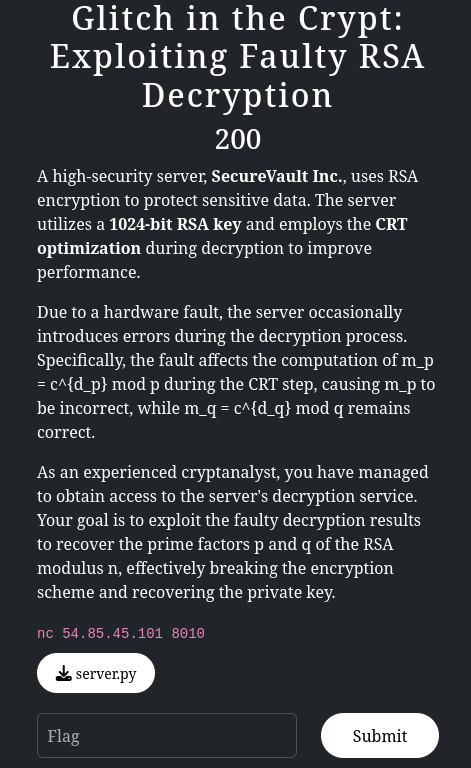 Glitch in the Crypt:
Exploiting Faulty RSA
Decryption
200
A high-security server, SecureVault Inc., uses RSA
encryption to protect sensitive data. The server
utilizes a 1024-bit RSA key and employs the CRT
optimization during decryption to improve
performance.
Due to a hardware fault, the server occasionally
introduces errors during the decryption process.
Specifically, the fault affects the computation of m_p
= c^{d_p} mod p during the CRT step, causing m_p to
be incorrect, while m_q = c^{d_q} mod q remains
correct.
As an experienced cryptanalyst, you have managed
to obtain access to the server's decryption service.
Your goal is to exploit the faulty decryption results
to recover the prime factors p and q of the RSA
modulus n, effectively breaking the encryption
scheme and recovering the private key.
nc 54.85.45.101 8010
server.py
Flag
Submit